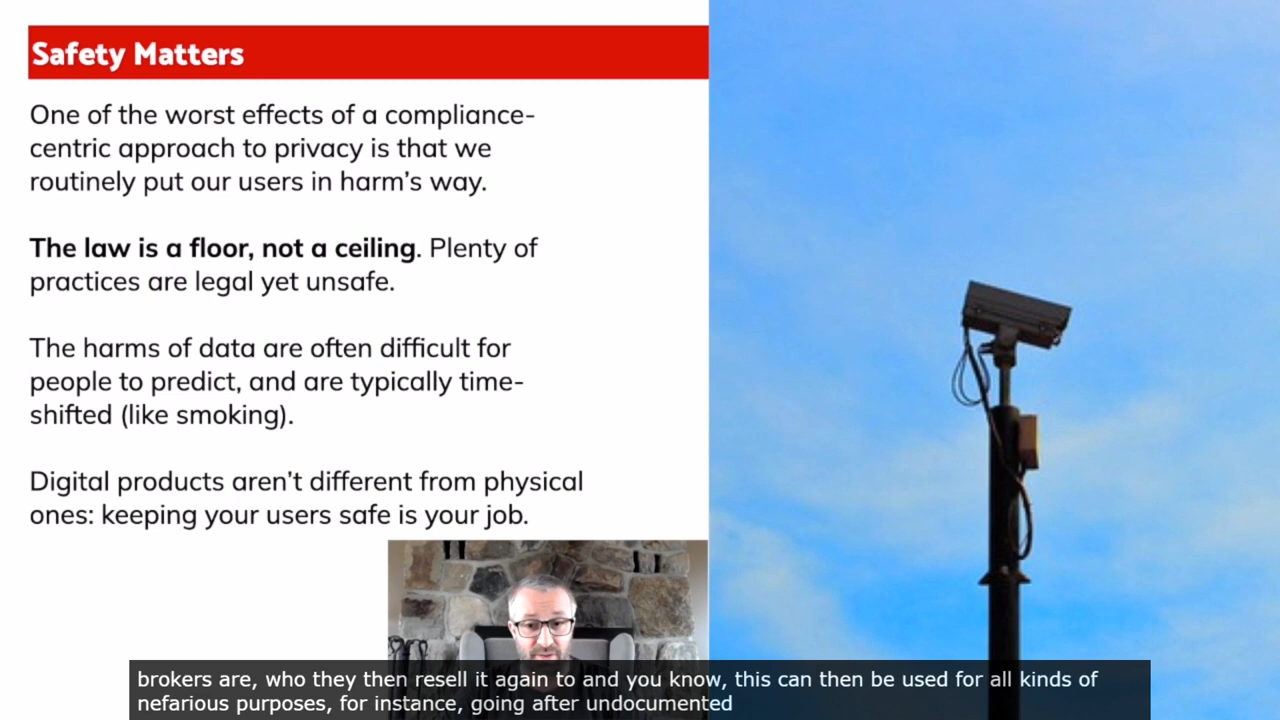 Safety Matters
One of the worst effects of a compliance-
centric approach to privacy is that we
routinely put our users in harm's way.
The law is a floor, not a ceiling. Plenty of
practices are legal yet unsafe.
The harms of data are often difficult for
people to predict, and are typically time-
shifted (like smoking).
Digital products aren't different from physical
ones: keeping your users safe is your job.
brokers are, who they then resell it again to and you know, this can then be used for all kinds of
nefarious purposes, for instance, going after undocumented